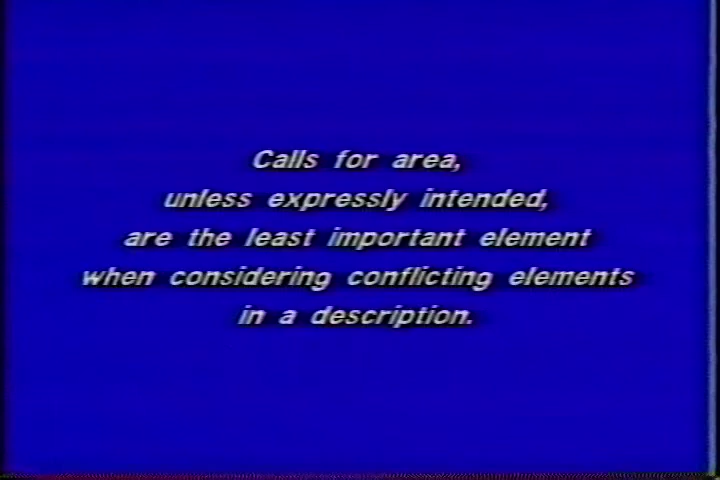 Calls for area,
unless expressly intended,
are the least important element
when considering conflicting elements
in a description.